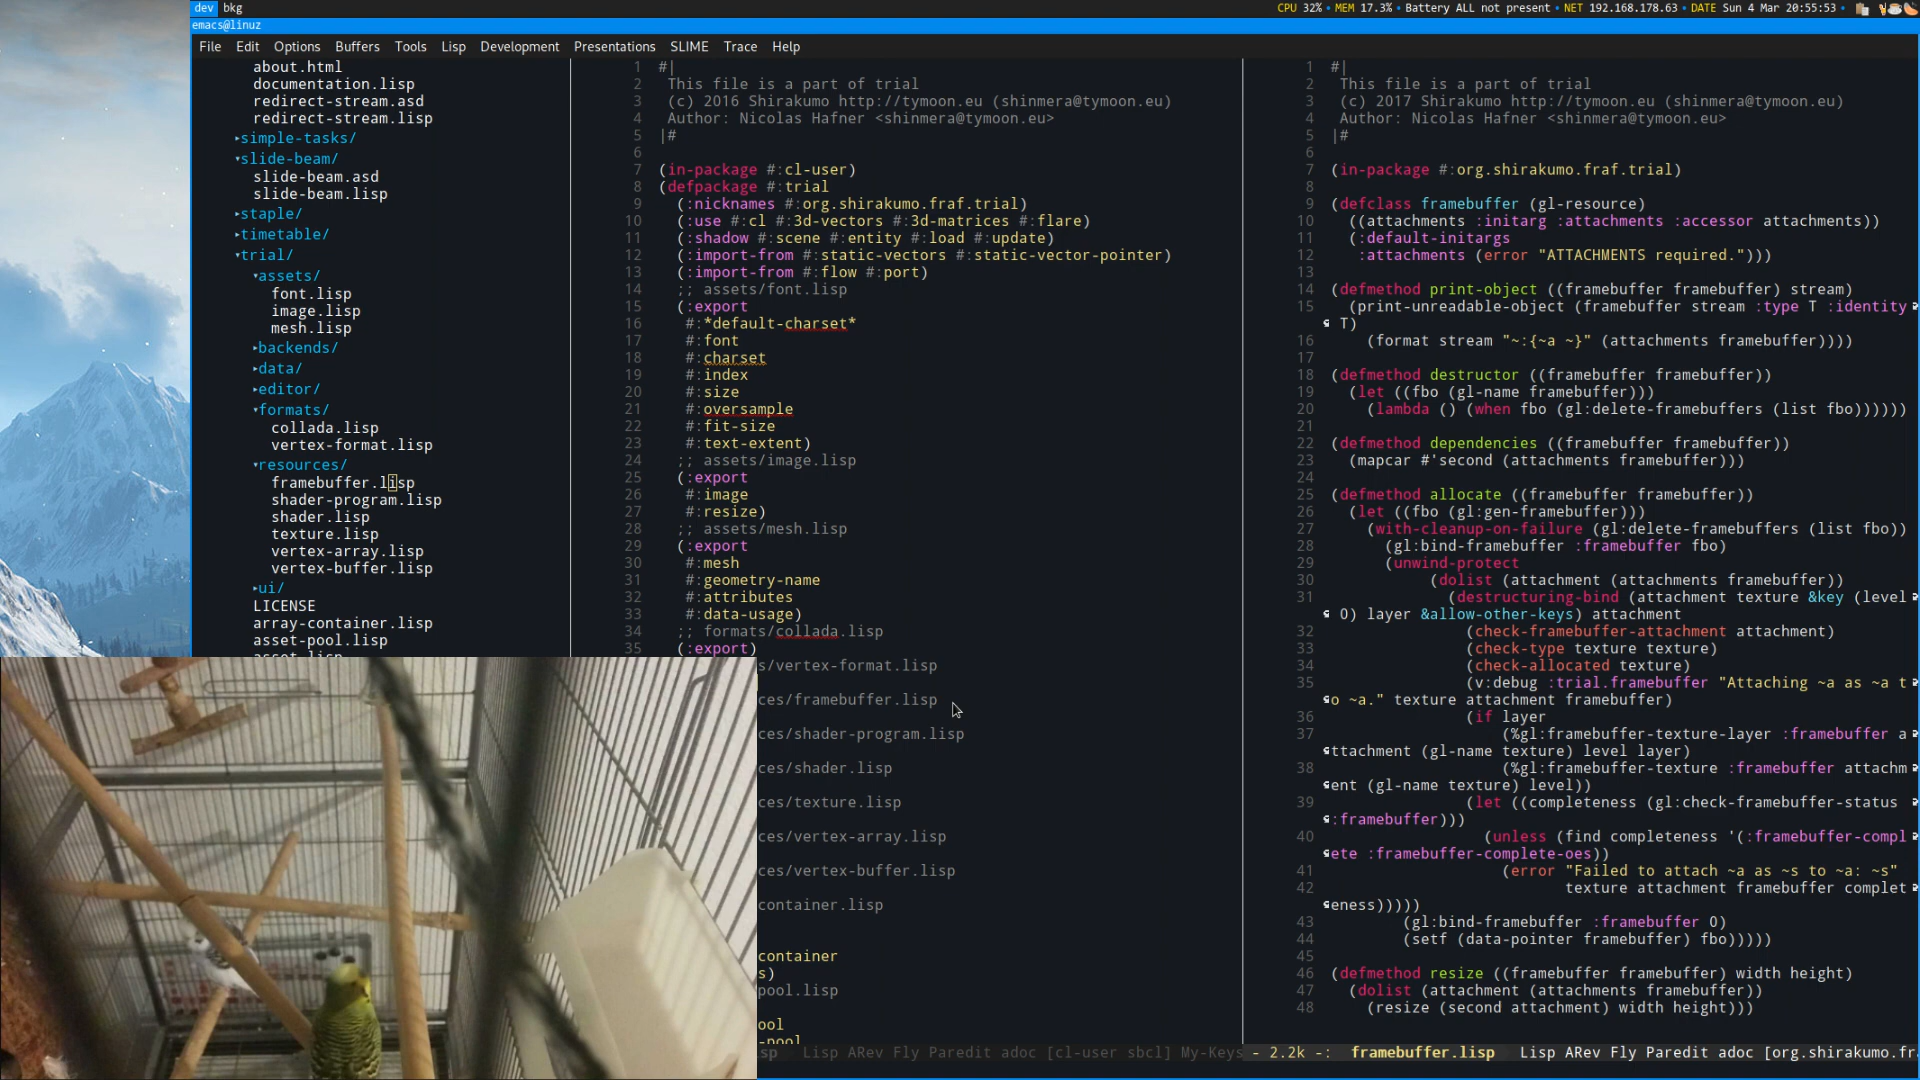 dev bkg
CPU 32% • MEM 17.3% • Battery ALL not present • NET 192.168.178.63 • DATE Sun 4 Mar 20:55:53 •
emacs@linuz
File Edit Options Buffers Tools Lisp Development Presentations SLIME Trace Help
about.html
documentation.lisp
redirect-stream.asd
redirect-stream.lisp
▸simple-tasks/
▾slide-beam/
slide-beam.asd
slide-beam.lisp
▸staple/
▸timetable/
▾trial/
▾assets/
font.lisp
image.lisp
mesh.lisp
▸backends/
▸data/
▸editor/
▾formats/
collada.lisp
vertex-format.lisp
▾resources/
framebuffer.lisp
shader-program.lisp
shader.lisp
texture.lisp
vertex-array.lisp
vertex-buffer.lisp
▸ui/
LICENSE
array-container.lisp
asset-pool.lisp
asset.lisp
1 #|
2 This file is a part of trial
3 (c) 2016 Shirakumo http://tymoon.eu (shinmera@tymoon.eu)
4 Author: Nicolas Hafner <shinmera@tymoon.eu>
5 |#
6
7 (in-package #:cl-user)
8 (defpackage #:trial
9 (:nicknames #:org.shirakumo.fraf.trial)
10 (:use #:cl #:3d-vectors #:3d-matrices #:flare)
11 (:shadow #:scene #:entity #:load #:update)
12 (:import-from #:static-vectors #:static-vector-pointer)
13 (:import-from #:flow #:port)
14 ;; assets/font.lisp
15 (:export
16 #:*default-charset*
17 #:font
18 #:charset
19 #:index
20 #:size
21 #:oversample
22 #:fit-size
23 #:text-extent)
24 ;; assets/image.lisp
25 (:export
26 #:image
27 #:resize)
28 ;; assets/mesh.lisp
29 (:export
30 #:mesh
31 #:geometry-name
32 #:attributes
33 #:data-usage)
34 ;; formats/collada.lisp
35 (:export)
s/vertex-format.lisp
ces/framebuffer.lisp
ces/shader-program.lisp
ces/shader.lisp
ces/texture.lisp
ces/vertex-array.lisp
ces/vertex-buffer.lisp
container.lisp
container
s)
pool.lisp
ool
-pool
sp Lisp ARev Fly Paredit adoc [cl-user sbcl] My-Keys
1 #|
2 This file is a part of trial
3 (c) 2017 Shirakumo http://tymoon.eu (shinmera@tymoon.eu)
4 Author: Nicolas Hafner <shinmera@tymoon.eu>
5 |#
6
7 (in-package #:org.shirakumo.fraf.trial)
8
9 (defclass framebuffer (gl-resource)
10 ((attachments :initarg :attachments :accessor attachments))
11 (:default-initargs
12 :attachments (error "ATTACHMENTS required.")))
13
14 (defmethod print-object ((framebuffer framebuffer) stream)
15 (print-unreadable-object (framebuffer stream :type T :identity
T)
16 (format stream "~:{~a ~}" (attachments framebuffer))))
17
18 (defmethod destructor ((framebuffer framebuffer))
19 (let ((fbo (gl-name framebuffer)))
20 (lambda () (when fbo (gl:delete-framebuffers (list fbo))))))
21
22 (defmethod dependencies ((framebuffer framebuffer))
23 (mapcar #'second (attachments framebuffer)))
24
25 (defmethod allocate ((framebuffer framebuffer))
26 (let ((fbo (gl:gen-framebuffer)))
27 (with-cleanup-on-failure (gl:delete-framebuffers (list fbo))
28 (gl:bind-framebuffer :framebuffer fbo)
29 (unwind-protect
30 (dolist (attachment (attachments framebuffer))
31 (destructuring-bind (attachment texture &key (level
0) layer &allow-other-keys) attachment
32 (check-framebuffer-attachment attachment)
33 (check-type texture texture)
34 (check-allocated texture)
35 (v:debug :trial.framebuffer "Attaching ~a as ~a t
o ~a." texture attachment framebuffer)
36 (if layer
37 (%gl:framebuffer-texture-layer :framebuffer a
ttachment (gl-name texture) level layer)
38 (%gl:framebuffer-texture :framebuffer attachm
ent (gl-name texture) level))
39 (let ((completeness (gl:check-framebuffer-status
:framebuffer)))
40 (unless (find completeness '(:framebuffer-compl
ete :framebuffer-complete-oes))
41 (error "Failed to attach ~a as ~s to ~a: ~s"
42 texture attachment framebuffer complet
eness)))))
43 (gl:bind-framebuffer :framebuffer 0)
44 (setf (data-pointer framebuffer) fbo)))))
45
46 (defmethod resize ((framebuffer framebuffer) width height)
47 (dolist (attachment (attachments framebuffer))
48 (resize (second attachment) width height)))
- 2.2k -: framebuffer.lisp Lisp ARev Fly Paredit adoc [org.shirakumo.fr